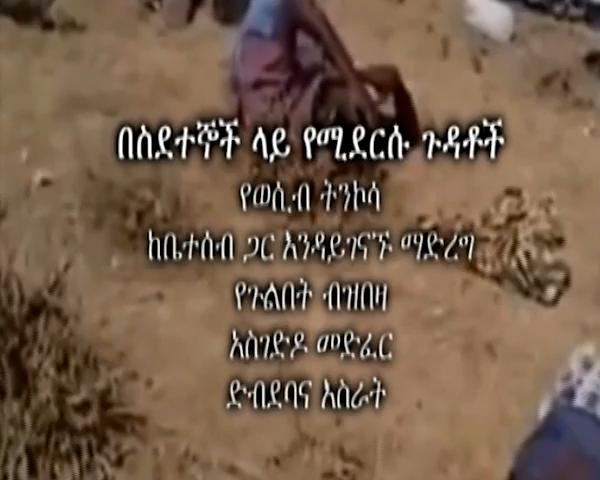 በስደተኞች ላይ የሚደርሱ ጉዳቶች
የወሲብ ትንኮሳ
ከቤተሰብ ጋር እንዳይገናኙ ማድረግ
የጉልበት ብዝበዛ
አስገድዶ መድፈር
ድብደባና እስራት